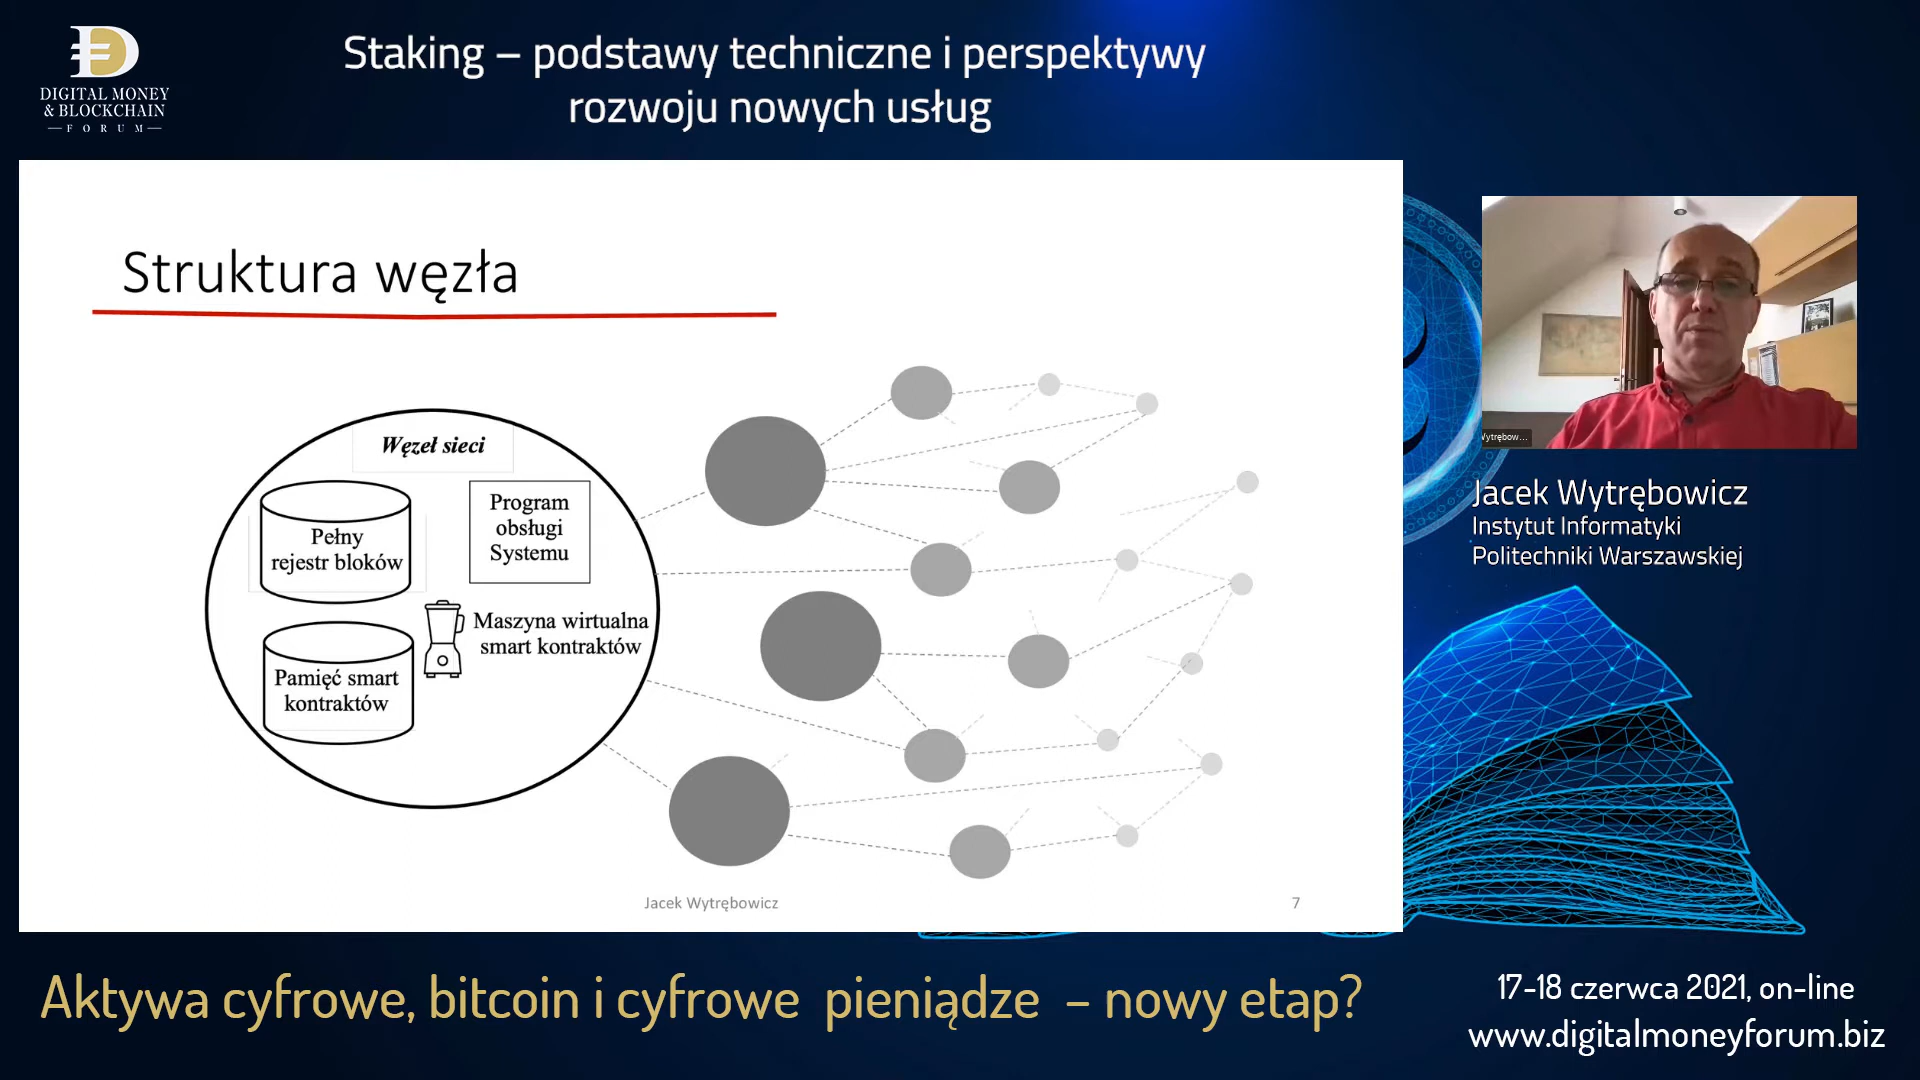 DIGITAL MONEY
& BLOCKCHAIN
FORUM
Staking – podstawy techniczne i perspektywy
rozwoju nowych usług
Struktura węzła
Węzeł sieci
Pełny
rejestr bloków
Program
obsługi
Systemu
Maszyna wirtualna
smart kontraktów
Pamięć smart
kontraktów
Jacek Wytrębowicz
7
Jacek Wytrębowicz
Instytut Informatyki
Politechniki Warszawskiej
Aktywa cyfrowe, bitcoin i cyfrowe pieniądze – nowy etap?
17-18 czerwca 2021, on-line
www.digitalmoneyforum.biz